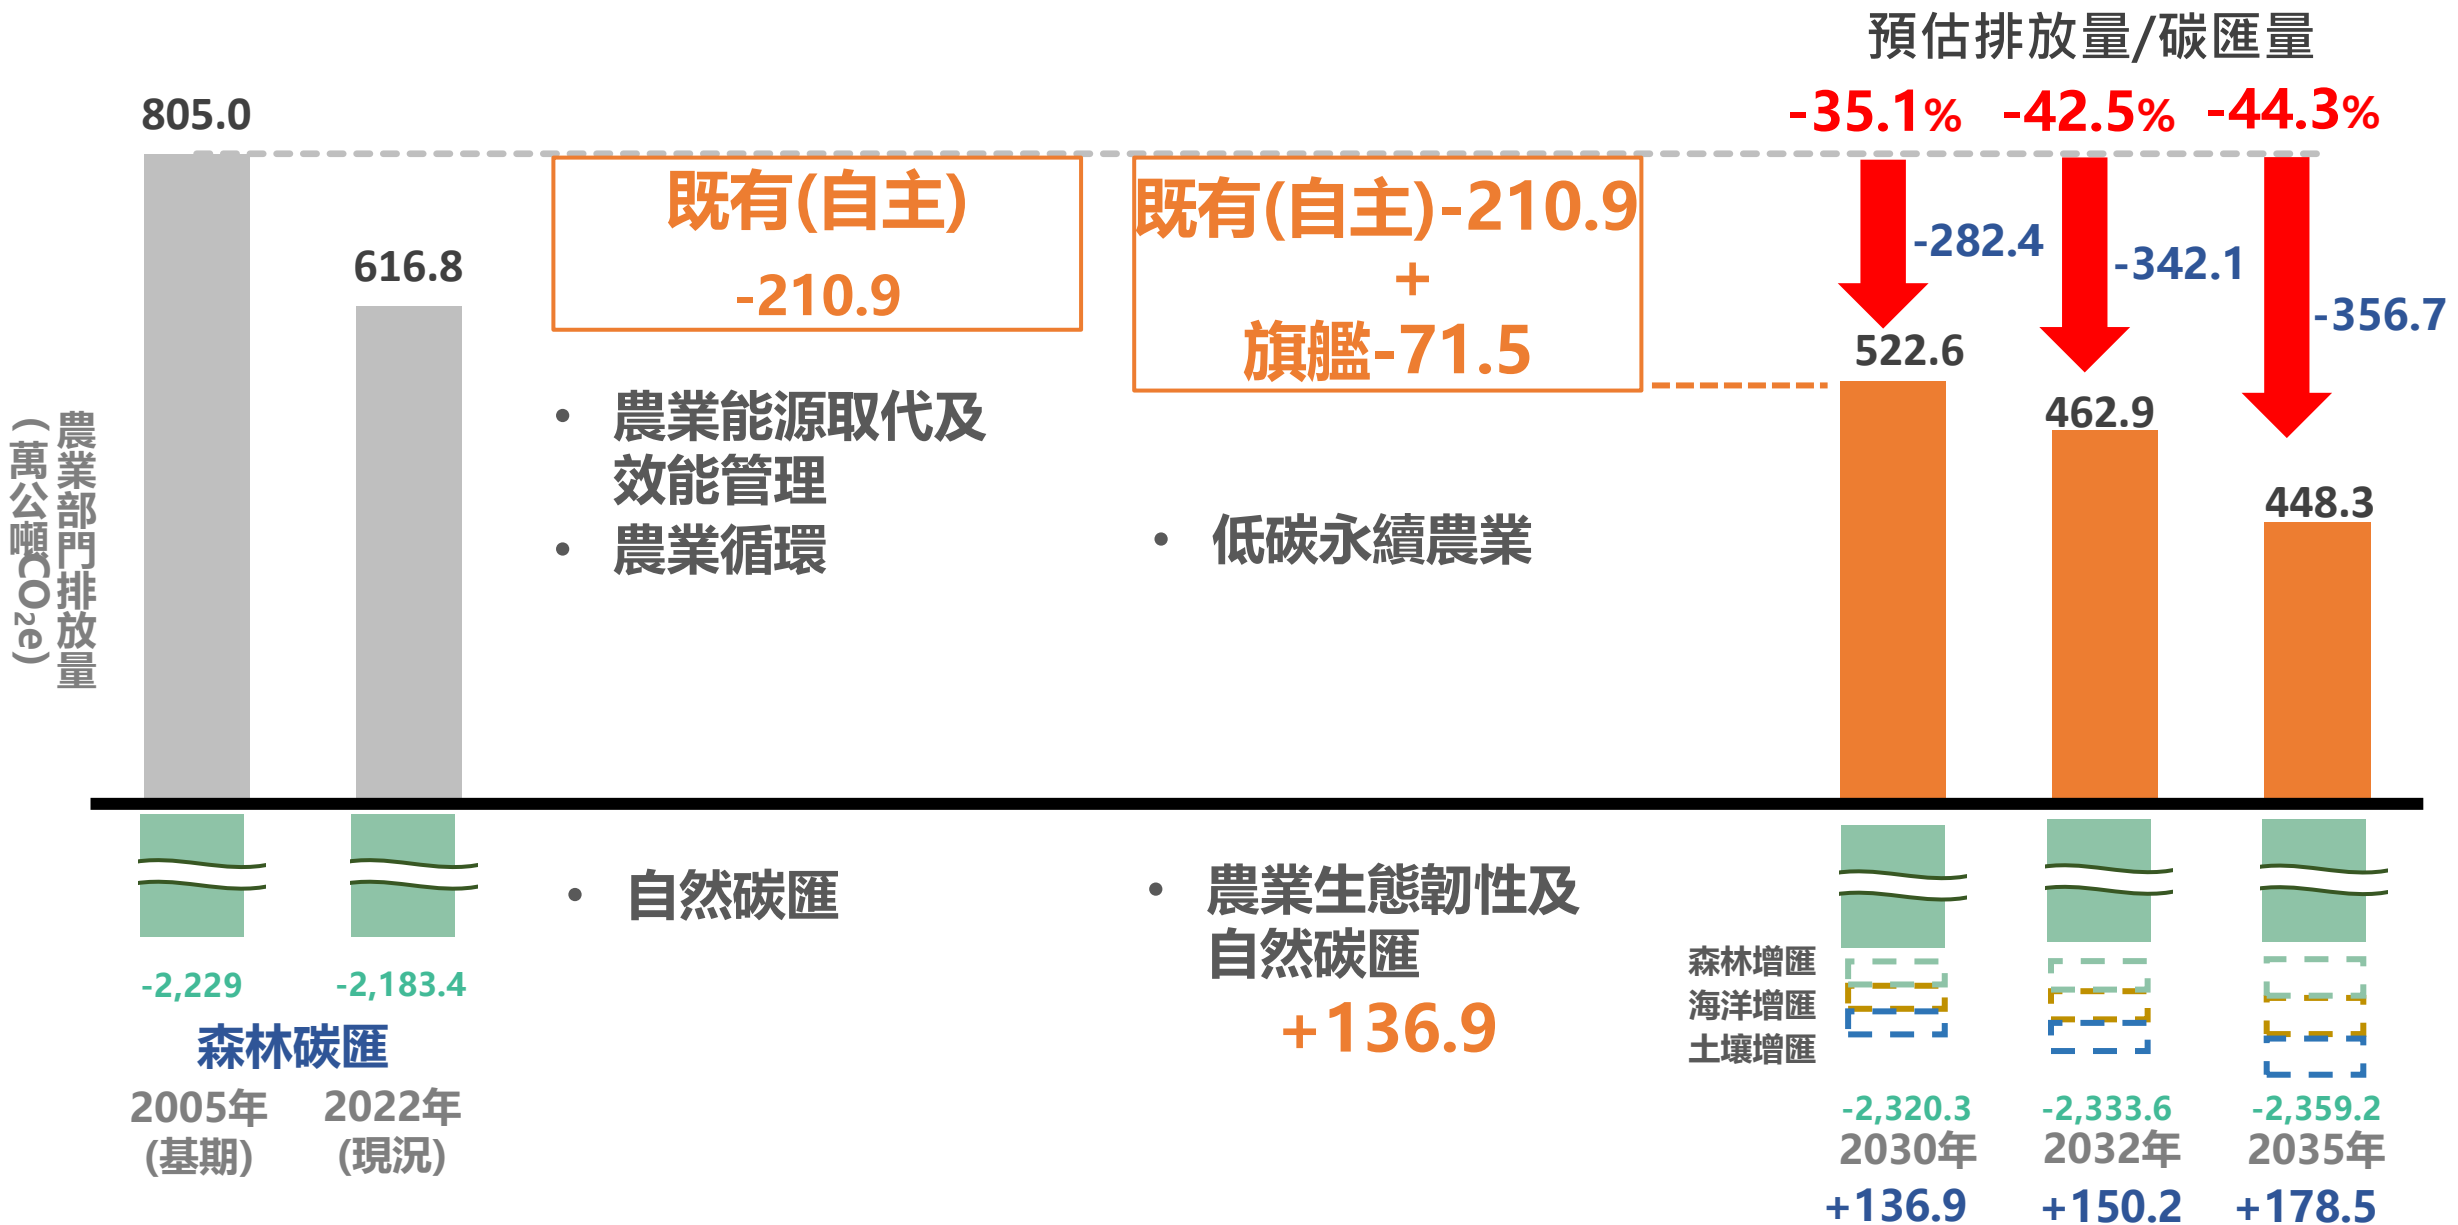 預估排放量/碳匯量
-35.1%
-42.5%
-44.3%
805.0
616.8
既有(自主)
-210.9
既有(自主)-210.9
+
旗艦-71.5
-282.4
-342.1
-356.7
522.6
462.9
448.3
農業部門排放量
(萬公噸CO₂e)
• 農業能源取代及
效能管理
• 農業循環
• 低碳永續農業
• 自然碳匯
• 農業生態韌性及
自然碳匯
+136.9
森林增匯
海洋增匯
土壤增匯
-2,229
-2,183.4
森林碳匯
2005年
(基期)
2022年
(現況)
-2,320.3
-2,333.6
-2,359.2
2030年
2032年
2035年
+136.9
+150.2
+178.5